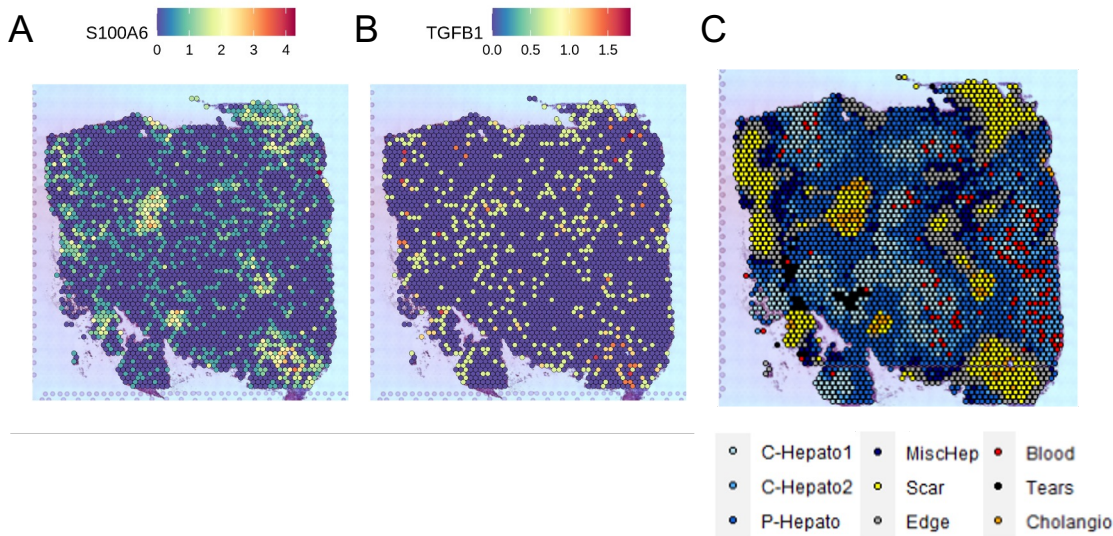 A
S100A6
0 1 2 3 4
B
TGFB1
0.0 0.5 1.0 1.5
C
C-Hepato1 MiscHep Blood
C-Hepato2 Scar Tears
P-Hepato Edge Cholangio